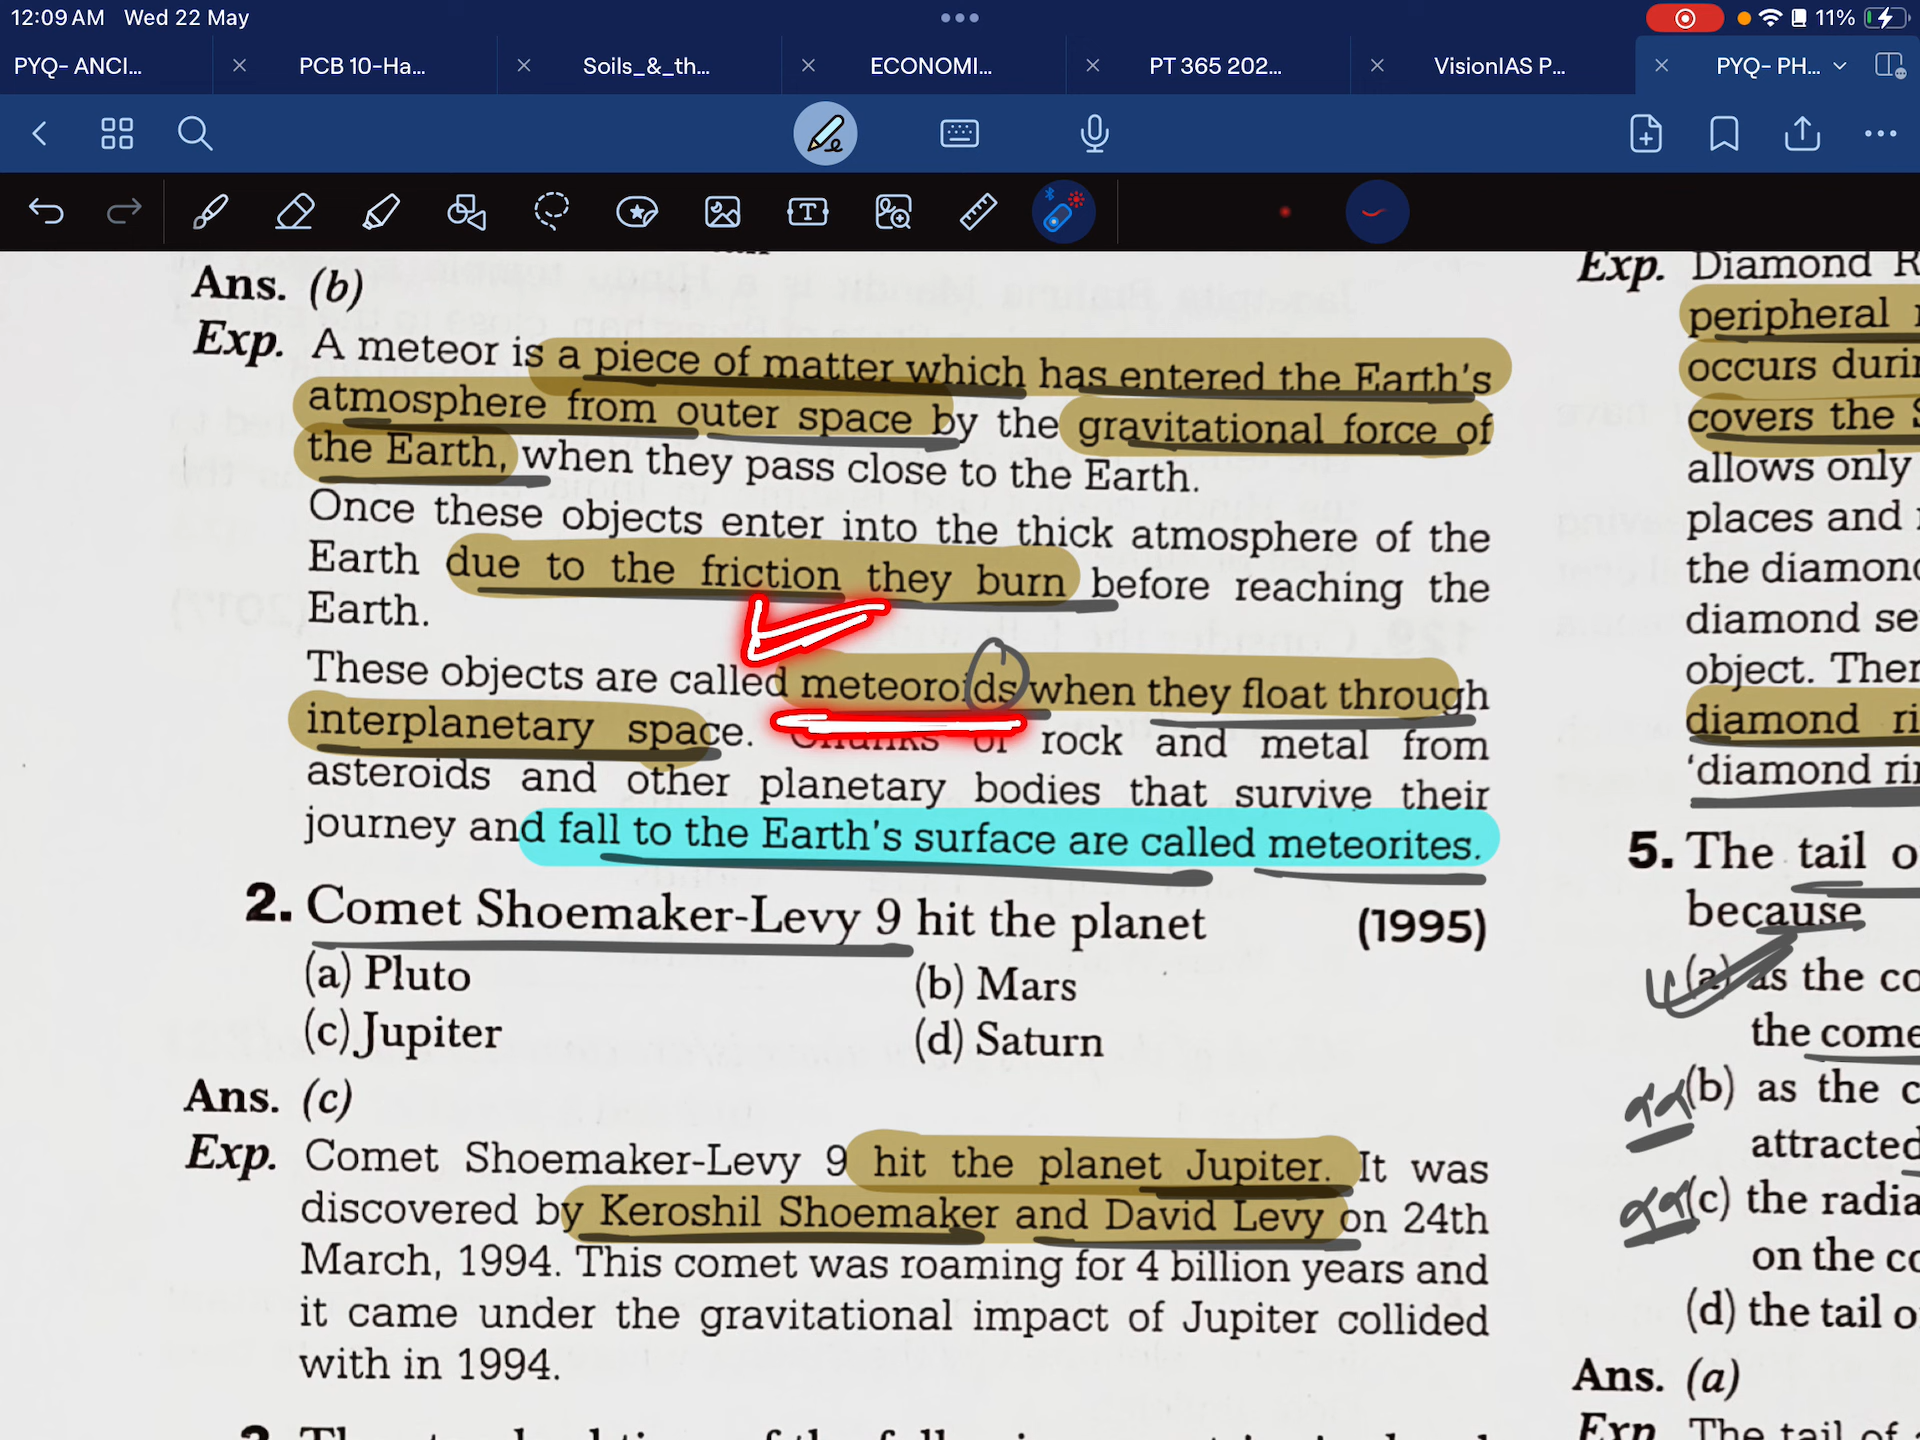 12:09 AM Wed 22 May
11%
PYQ- ANCI...
PCB 10-Ha...
Soils_&_th...
ECONOMI...
PT 365 202...
VisionIAS P...
PYQ- PH...
Ans. (b)
Exp. A meteor is a piece of matter which has entered the Earth's
atmosphere from outer space by the gravitational force of
the Earth, when they pass close to the Earth.
Once these objects enter into the thick atmosphere of the
Earth due to the friction they burn before reaching the
Earth.
These objects are called meteoroids when they float through
interplanetary space. Chunks of rock and metal from
asteroids and other planetary bodies that survive their
journey and fall to the Earth's surface are called meteorites.
2. Comet Shoemaker-Levy 9 hit the planet (1995)
(a) Pluto (b) Mars
(c) Jupiter (d) Saturn
Ans. (c)
Exp. Comet Shoemaker-Levy 9 hit the planet Jupiter. It was
discovered by Keroshil Shoemaker and David Levy on 24th
March, 1994. This comet was roaming for 4 billion years and
it came under the gravitational impact of Jupiter collided
with in 1994.
Exp. Diamond R
peripheral
occurs durin
covers the S
allows only
places and
the diamond
diamond se
object. Ther
diamond ri
'diamond rin
5. The tail o
because
(a) as the co
the come
(b) as the c
attracted
(c) the radia
on the co
(d) the tail o
Ans. (a)
Exp. The tail of